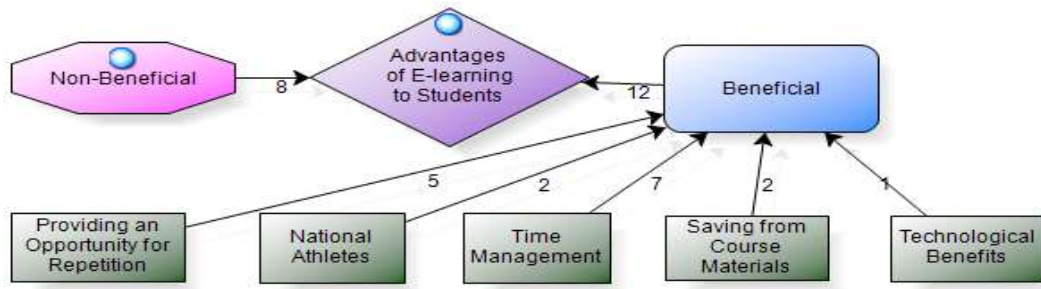 Non-Beneficial
8
Advantages
of E-learning
to Students
12
Beneficial
5
2
7
2
1
Providing an
Opportunity for
Repetition
National
Athletes
Time
Management
Saving from
Course
Materials
Technological
Benefits